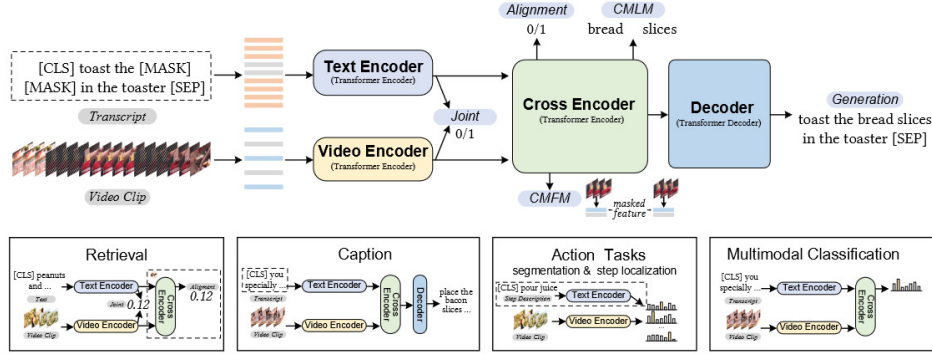 Alignment
0/1
CMLM
bread slices
[CLS] toast the [MASK]
[MASK] in the toaster [SEP]
Transcript
Video Clip
Text Encoder
(Transformer Encoder)
Joint
0/1
Video Encoder
(Transformer Encoder)
Cross Encoder
(Transformer Encoder)
CMFM
masked
feature
Decoder
(Transformer Decoder)
Generation
toast the bread slices
in the toaster [SEP]
Retrieval
[CLS] peanuts
and ...
Text
Video Clip
Text Encoder
Joint 0.12
Video Encoder
Cross
Encoder
Alignment
0.12
Caption
[CLS] you
specially ...
Transcript
Video Clip
Text Encoder
Video Encoder
Cross
Encoder
Decoder
place the
bacon
slices ...
Action Tasks
segmentation & step localization
[CLS] pour juice
Step Description
Video Clip
Text Encoder
Video Encoder
...
Multimodal Classification
[CLS] you
specially ...
Transcript
Video Clip
Text Encoder
Video Encoder
Cross
Encoder